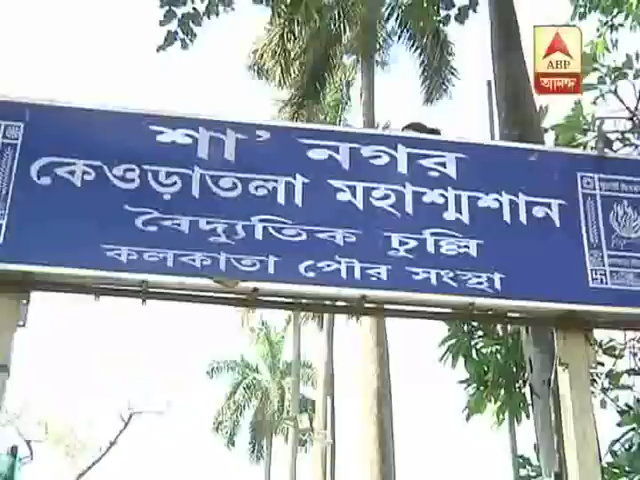 ABP
আনন্দ
শা' নগর
কেওড়াতলা মহাশ্মশান
বৈদ্যুতিক চুল্লি
কলকাতা পৌর সংস্থা